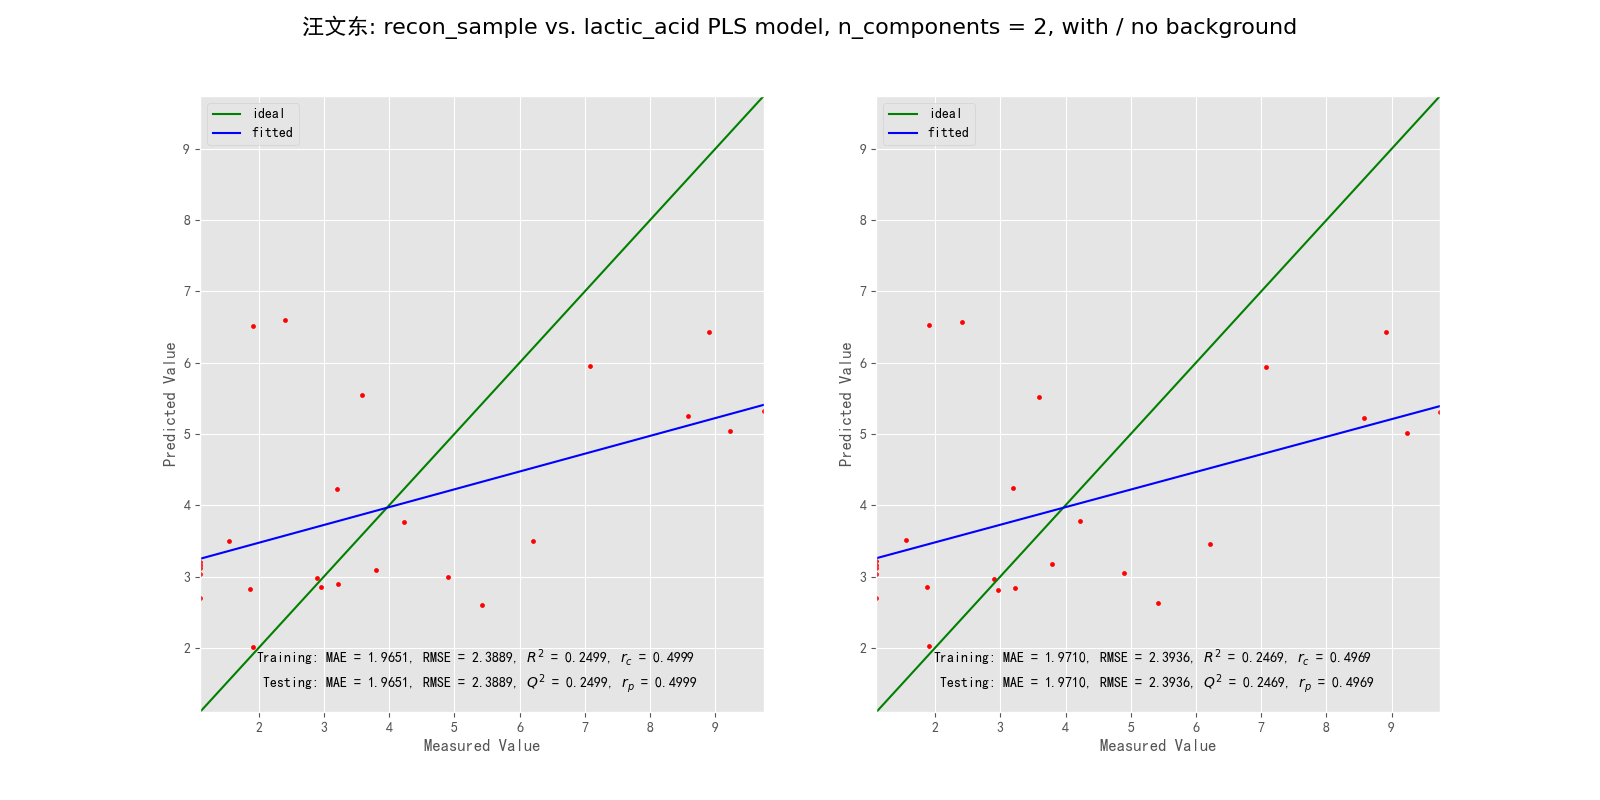 汪文东: recon_sample vs. lactic_acid PLS model, n_components = 2, with / no background
ideal
fitted
9
8
7
6
5
4
3
2
Predicted Value
Training: MAE = 1.9651, RMSE = 2.3889, R² = 0.2499, r_c = 0.4999
Testing: MAE = 1.9651, RMSE = 2.3889, Q² = 0.2499, r_p = 0.4999
2 3 4 5 6 7 8 9
Measured Value
ideal
fitted
9
8
7
6
5
4
3
2
Predicted Value
Training: MAE = 1.9710, RMSE = 2.3936, R² = 0.2469, r_c = 0.4969
Testing: MAE = 1.9710, RMSE = 2.3936, Q² = 0.2469, r_p = 0.4969
2 3 4 5 6 7 8 9
Measured Value